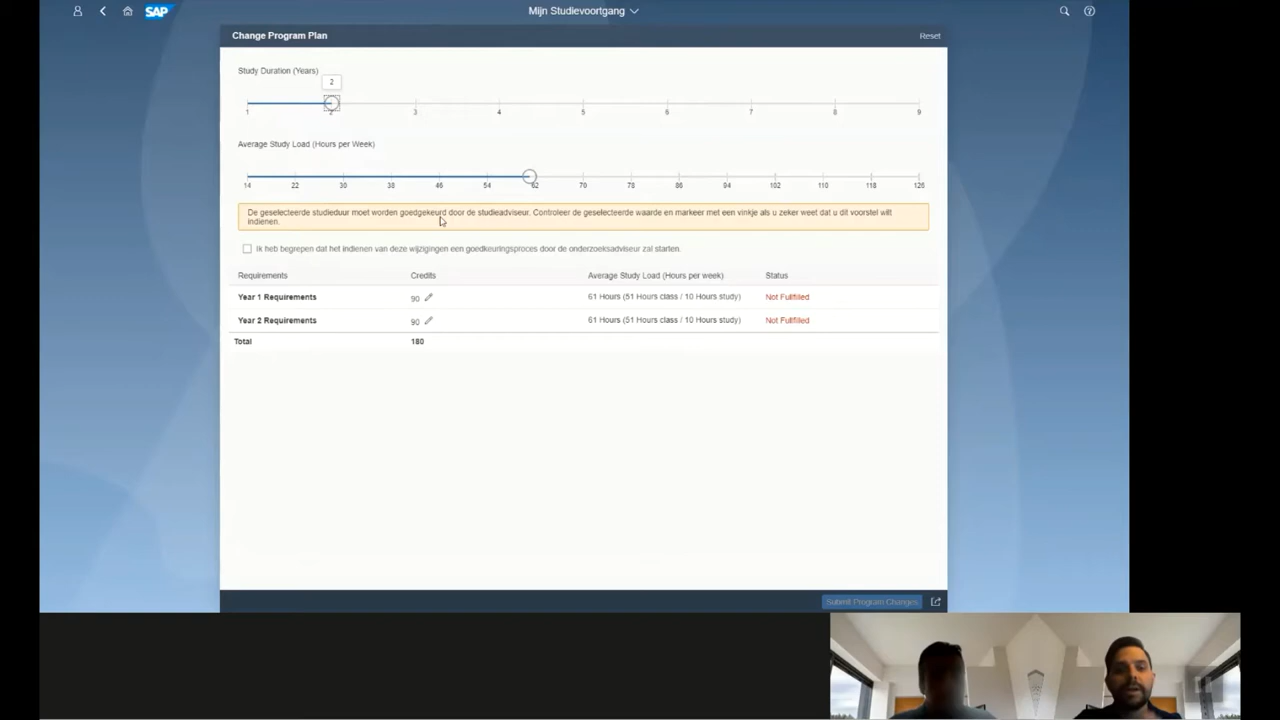 SAP
Mijn Studievoortgang
Change Program Plan
Reset
Study Duration (Years)
2
1 2 3 4 5 6 7 8 9
Average Study Load (Hours per Week)
14 22 30 38 46 54 62 70 78 86 94 102 110 118 126
De geselecteerde studieduur moet worden goedgekeurd door de studieadviseur. Controleer de geselecteerde waarde en markeer met een vinkje als u zeker weet dat u dit voorstel wilt
indienen.
Ik heb begrepen dat het indienen van deze wijzigingen een goedkeuringsproces door de onderzoeksadviseur zal starten.
Requirements Credits Average Study Load (Hours per week) Status
Year 1 Requirements 90 61 Hours (51 Hours class / 10 Hours study) Not Fullfilled
Year 2 Requirements 90 61 Hours (51 Hours class / 10 Hours study) Not Fullfilled
Total 180
Submit Program Changes